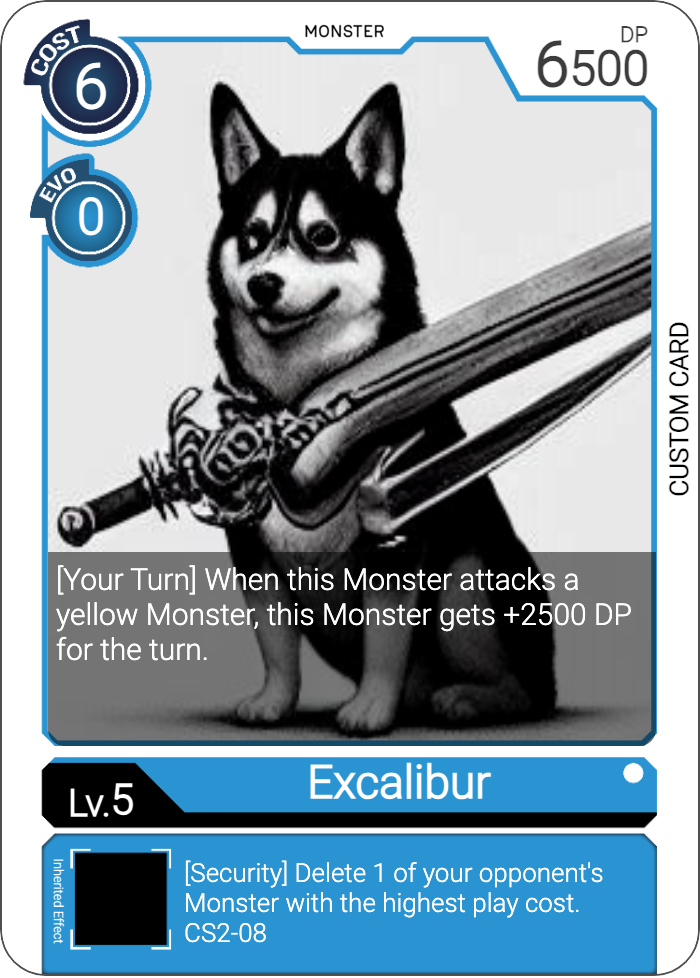 MONSTER
COST
6
DP
6500
EVO
0
CUSTOM CARD
[Your Turn] When this Monster attacks a
yellow Monster, this Monster gets +2500 DP
for the turn.
Excalibur
Lv.5
Inherited Effect
[Security] Delete 1 of your opponent's
Monster with the highest play cost.
CS2-08